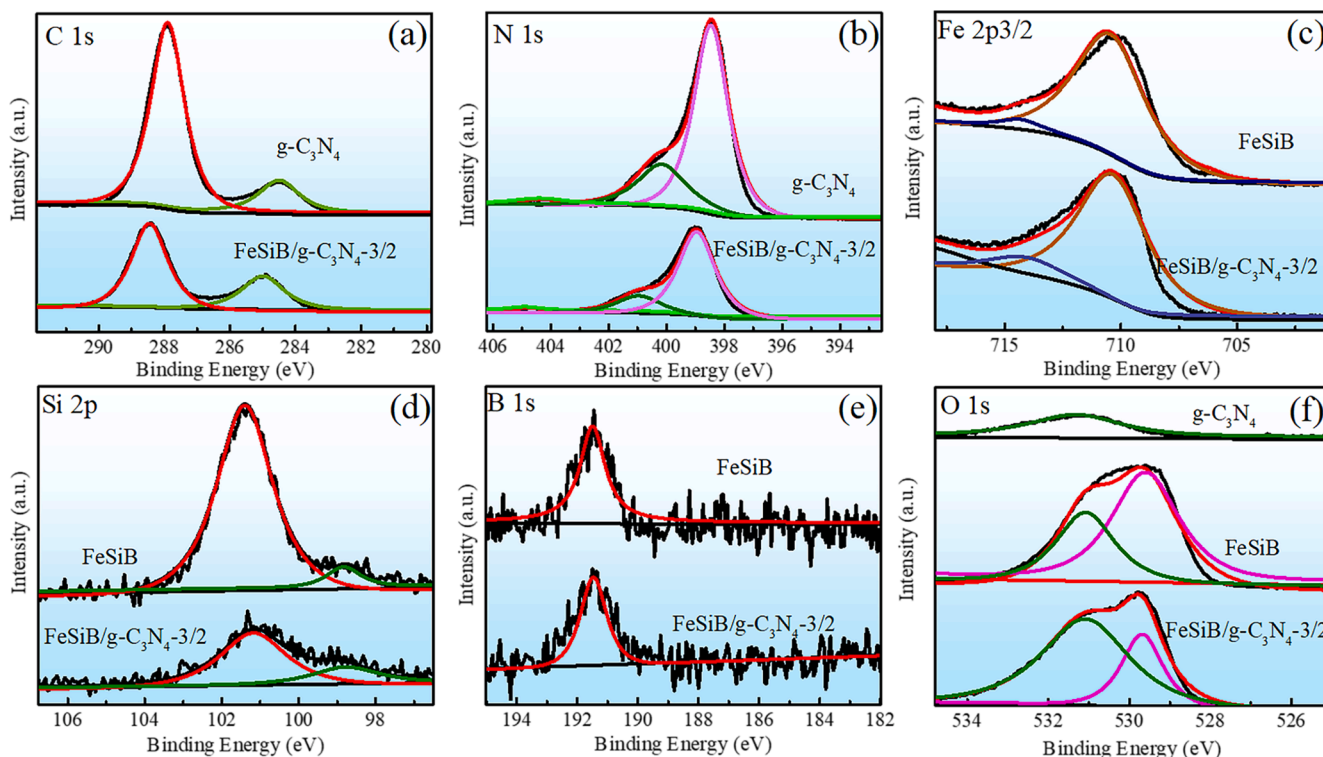 C 1s
(a)
g-C₃N₄
FeSiB/g-C₃N₄-3/2
Intensity (a.u.)
290 288 286 284 282 280
Binding Energy (eV)
N 1s
(b)
g-C₃N₄
FeSiB/g-C₃N₄-3/2
Intensity (a.u.)
406 404 402 400 398 396 394
Binding Energy (eV)
Fe 2p3/2
(c)
FeSiB
FeSiB/g-C₃N₄-3/2
Intensity (a.u.)
715 710 705
Binding Energy (eV)
Si 2p
(d)
FeSiB
FeSiB/g-C₃N₄-3/2
Intensity (a.u.)
106 104 102 100 98
Binding Energy (eV)
B 1s
(e)
FeSiB
FeSiB/g-C₃N₄-3/2
Intensity (a.u.)
194 192 190 188 186 184 182
Binding Energy (eV)
O 1s
(f)
g-C₃N₄
FeSiB
FeSiB/g-C₃N₄-3/2
Intensity (a.u.)
534 532 530 528 526
Binding Energy (eV)